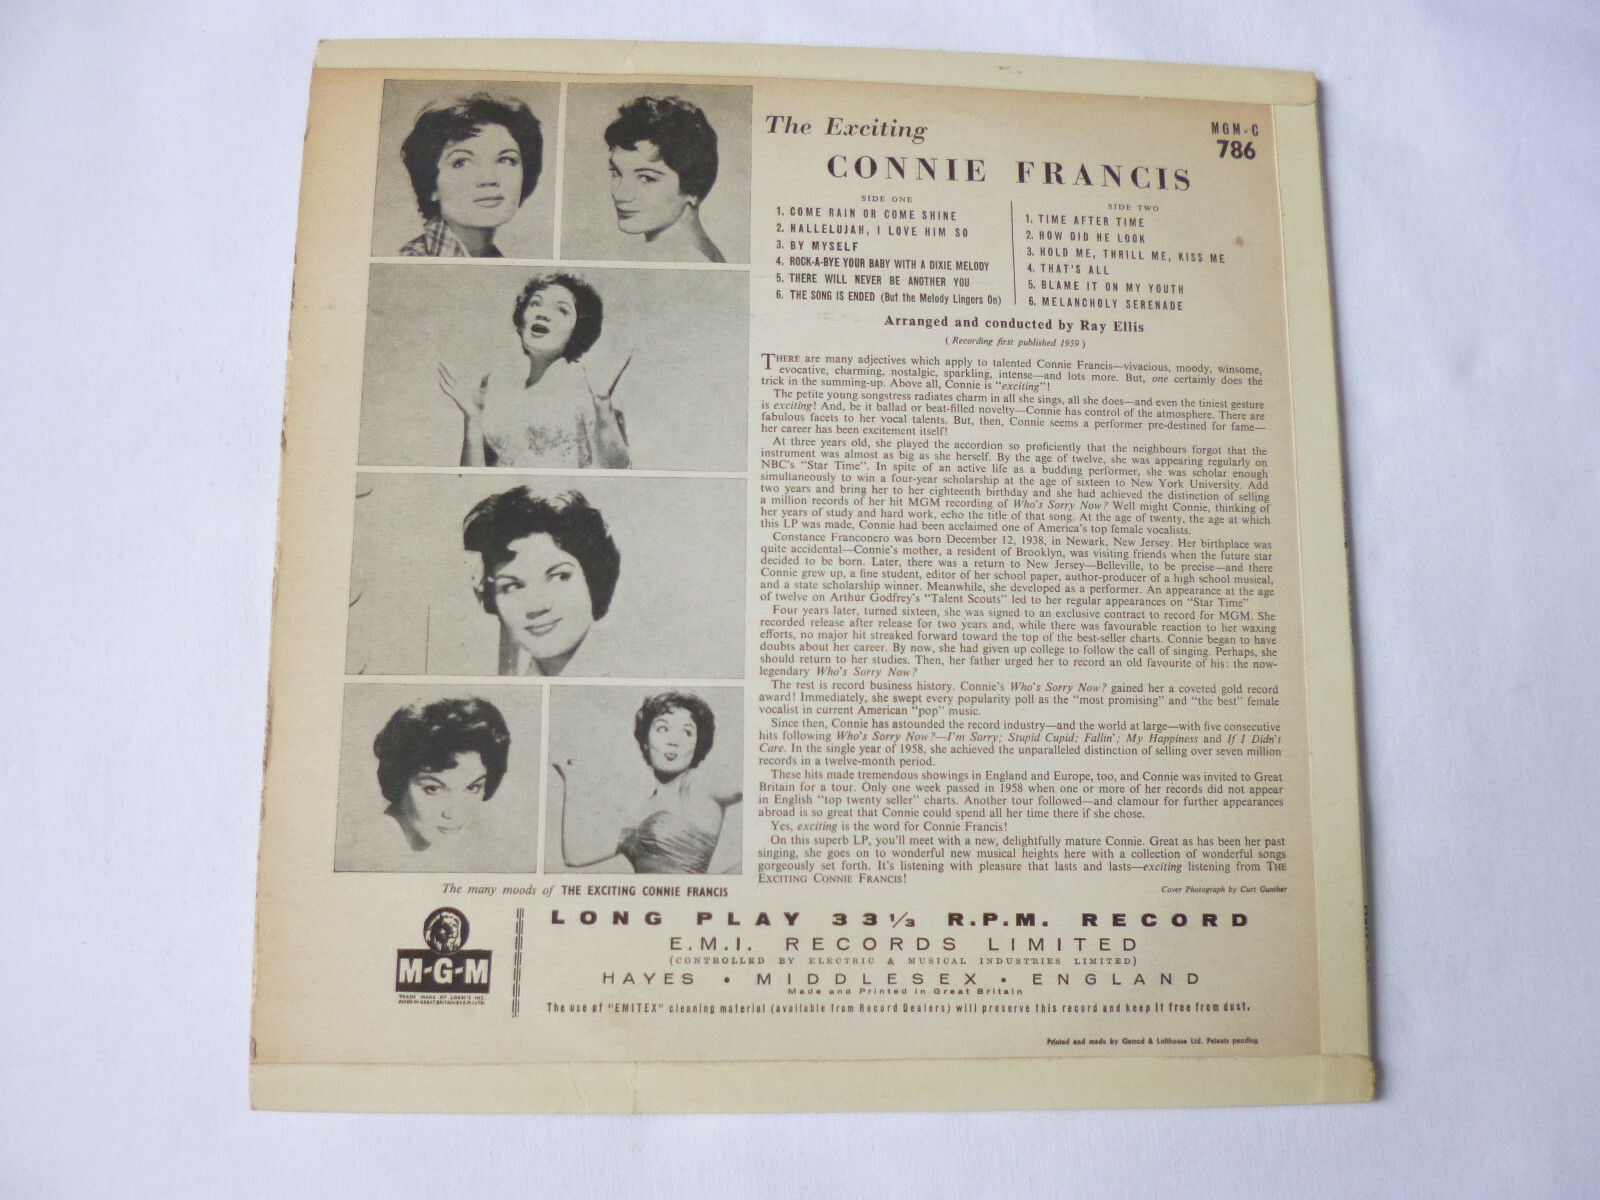 The Exciting
CONNIE FRANCIS
MGM-C
786
SIDE ONE
1. COME RAIN OR COME SHINE
2. HALLELUJAH, I LOVE HIM SO
3. BY MYSELF
4. ROCK-A-BYE YOUR BABY WITH A DIXIE MELODY
5. THERE WILL NEVER BE ANOTHER YOU
6. THE SONG IS ENDED (But the Melody Lingers On)
SIDE TWO
1. TIME AFTER TIME
2. HOW DID HE LOOK
3. HOLD ME, THRILL ME, KISS ME
4. THAT'S ALL
5. BLAME IT ON MY YOUTH
6. MELANCHOLY SERENADE
Arranged and conducted by Ray Ellis
(Recording first published 1959)
THERE are many adjectives which apply to talented Connie Francis—vivacious, moody, winsome,
evocative, charming, nostalgic, sparkling, intense—and lots more. But, one certainly does the
trick in the summing-up. Above all, Connie is "exciting"!
The petite young songstress radiates charm in all she sings, all she does—and even the tiniest gesture
is exciting! And, be it ballad or beat-filled novelty—Connie has control of the atmosphere. There are
fabulous facets to her vocal talents. But, then, Connie seems a performer pre-destined for fame—
her career has been excitement itself!
At three years old, she played the accordion so proficiently that the neighbours forgot that the
instrument was almost as big as she herself. By the age of twelve, she was appearing regularly on
NBC's "Star Time". In spite of an active life as a budding performer, she was scholar enough
simultaneously to win a four-year scholarship at the age of sixteen to New York University. Add
two years and bring her to her eighteenth birthday and she had achieved the distinction of selling
a million records of her hit MGM recording of Who's Sorry Now? Well might Connie, thinking of
her years of study and hard work, echo the title of that song. At the age of twenty, the age at which
this LP was made, Connie had been acclaimed one of America's top female vocalists.
Constance Franconero was born December 12, 1938, in Newark, New Jersey. Her birthplace was
quite accidental—Connie's mother, a resident of Brooklyn, was visiting friends when the future star
decided to be born. Later, there was a return to New Jersey—Belleville, to be precise—and there
Connie grew up, a fine student, editor of her school paper, author-producer of a high school musical,
and a state scholarship winner. Meanwhile, she developed as a performer. An appearance at the age
of twelve on Arthur Godfrey's "Talent Scouts" led to her regular appearances on "Star Time"
Four years later, turned sixteen, she was signed to an exclusive contract to record for MGM. She
recorded release after release for two years and, while there was favourable reaction to her waxing
efforts, no major hit streaked forward toward the top of the best-seller charts. Connie began to have
doubts about her career. By now, she had given up college to follow the call of singing. Perhaps, she
should return to her studies. Then, her father urged her to record an old favourite of his: the now-
legendary Who's Sorry Now?
The rest is record business history. Connie's Who's Sorry Now? gained her a coveted gold record
award! Immediately, she swept every popularity poll as the "most promising" and "the best" female
vocalist in current American "pop" music.
Since then, Connie has astounded the record industry—and the world at large—with five consecutive
hits following Who's Sorry Now?—I'm Sorry; Stupid Cupid; Fallin'; My Happiness and If I Didn't
Care. In the single year of 1958, she achieved the unparalleled distinction of selling over seven million
records in a twelve-month period.
These hits made tremendous showings in England and Europe, too, and Connie was invited to Great
Britain for a tour. Only one week passed in 1958 when one or more of her records did not appear
in English "top twenty seller" charts. Another tour followed—and clamour for further appearances
abroad is so great that Connie could spend all her time there if she chose.
Yes, exciting is the word for Connie Francis!
On this superb LP, you'll meet with a new, delightfully mature Connie. Great as has been her past
singing, she goes on to wonderful new musical heights here with a collection of wonderful songs
gorgeously set forth. It's listening with pleasure that lasts and lasts—exciting listening from THE
EXCITING CONNIE FRANCIS!
Cover Photograph by Curt Gunther
The many moods of THE EXCITING CONNIE FRANCIS
M-G-M
TRADE MARK OF LOEW'S INC.
MADE IN GREAT BRITAIN BY E.M.I. LTD.
LONG PLAY 33⅓ R.P.M. RECORD
E.M.I. RECORDS LIMITED
(CONTROLLED BY ELECTRIC & MUSICAL INDUSTRIES LIMITED)
HAYES • MIDDLESEX • ENGLAND
Made and Printed in Great Britain
The use of "EMITEX" cleaning material (available from Record Dealers) will preserve this record and keep it free from dust.
Printed and made by Garrod & Lofthouse Ltd. Patents pending